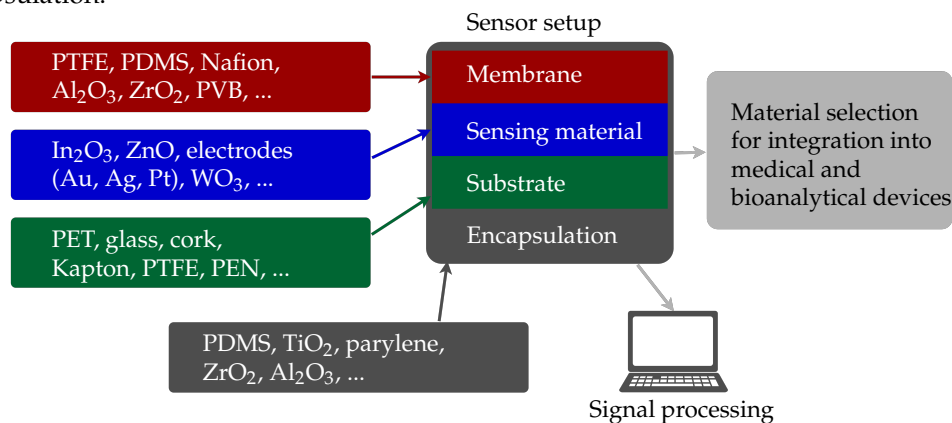 Sensor setup
PTFE, PDMS, Nafion,
Al₂O₃, ZrO₂, PVB, ...
In₂O₃, ZnO, electrodes
(Au, Ag, Pt), WO₃, ...
PET, glass, cork,
Kapton, PTFE, PEN, ...
PDMS, TiO₂, parylene,
ZrO₂, Al₂O₃, ...
Membrane
Sensing material
Substrate
Encapsulation
Material selection
for integration into
medical and
bioanalytical devices
Signal processing